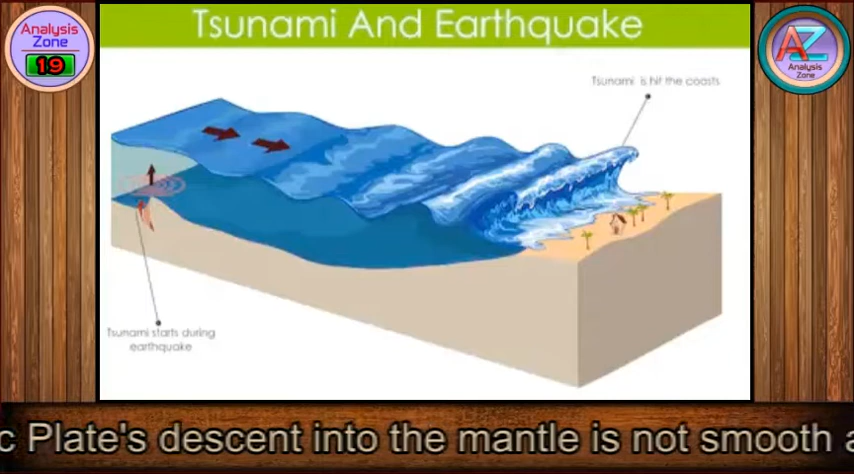 Tsunami And Earthquake
Analysis
Zone
19
AZ
Analysis
Zone
Tsunami is hit the coasts
Tsunami starts during
earthquake
c Plate's descent into the mantle is not smooth a